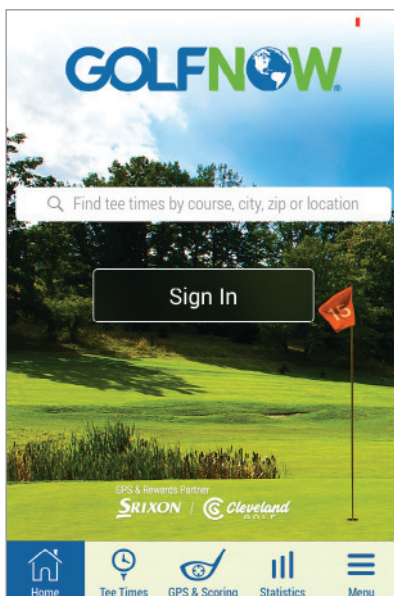 GOLFNOW®
Find tee times by course, city, zip or location
Sign In
15
GPS & Rewards Partner
SRIXON / Cleveland
GOLF
Home Tee Times GPS & Scoring Statistics Menu